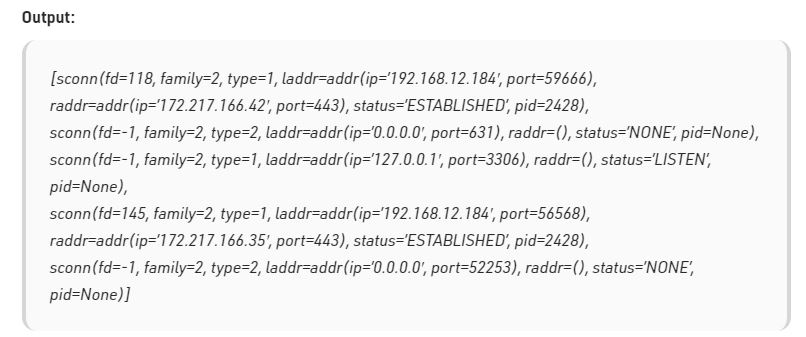 Output:
[sconn(fd=118, family=2, type=1, laddr=addr(ip='192.168.12.184', port=59666),
raddr=addr(ip='172.217.166.42', port=443), status='ESTABLISHED', pid=2428),
sconn(fd=-1, family=2, type=2, laddr=addr(ip='0.0.0.0', port=631), raddr=(), status='NONE', pid=None),
sconn(fd=-1, family=2, type=1, laddr=addr(ip='127.0.0.1', port=3306), raddr=(), status='LISTEN',
pid=None),
sconn(fd=145, family=2, type=1, laddr=addr(ip='192.168.12.184', port=56568),
raddr=addr(ip='172.217.166.35', port=443), status='ESTABLISHED', pid=2428),
sconn(fd=-1, family=2, type=2, laddr=addr(ip='0.0.0.0', port=52253), raddr=(), status='NONE',
pid=None)]